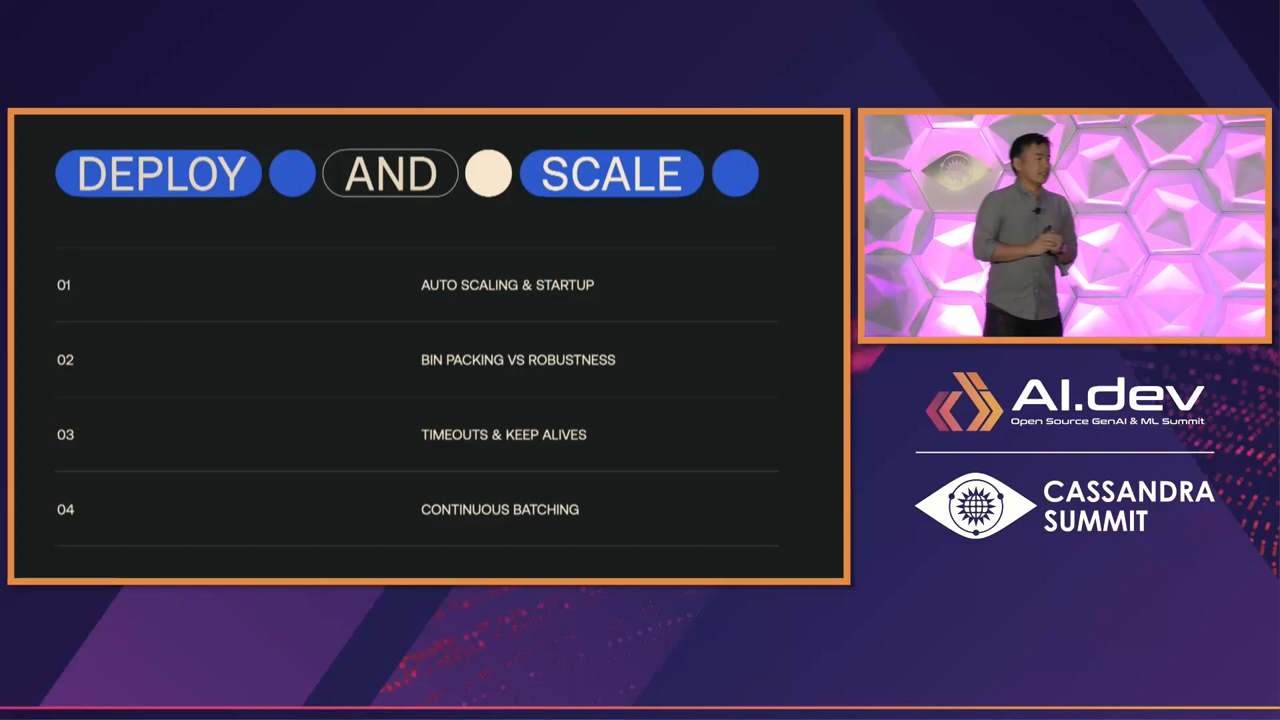 DEPLOY AND SCALE
01 AUTO SCALING & STARTUP
02 BIN PACKING VS ROBUSTNESS
03 TIMEOUTS & KEEP ALIVES
04 CONTINUOUS BATCHING
AI.dev
Open Source GenAI & ML Summit
CASSANDRA
SUMMIT